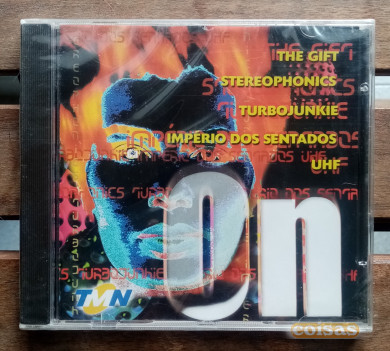 THE GIFT
STEREOPHONICS
TURBOJUNKIE
IMPÉRIO DOS SENTADOS
UHF
On
TMN
coisas